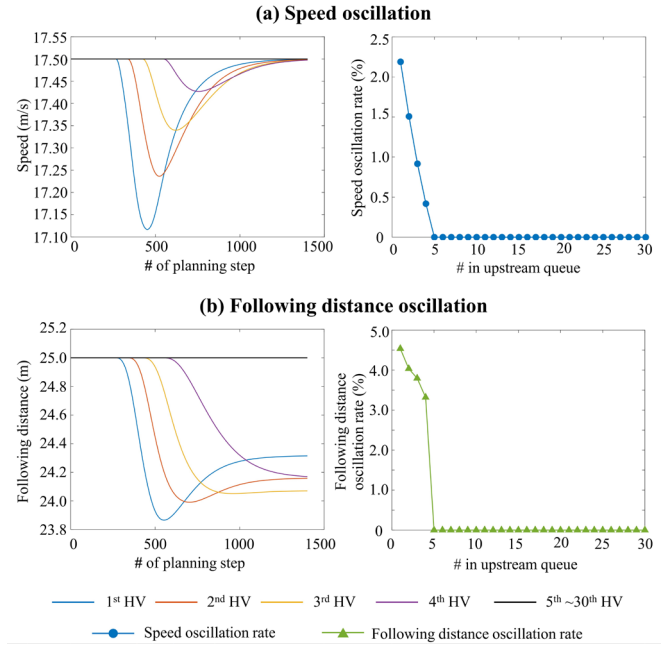 (a) Speed oscillation
Speed (m/s)
17.55
17.50
17.45
17.40
17.35
17.30
17.25
17.20
17.15
17.10
0 500 1000 1500
# of planning step
Speed oscillation rate (%)
2.5
2.0
1.5
1.0
0.5
0
0 5 10 15 20 25 30
# in upstream queue
(b) Following distance oscillation
Following distance (m)
25.2
25.0
24.8
24.6
24.4
24.2
24.0
23.8
0 500 1000 1500
# of planning step
Following distance
oscillation rate (%)
5.0
4.0
3.0
2.0
1.0
0.0
0 5 10 15 20 25 30
# in upstream queue
1st HV 2nd HV 3rd HV 4th HV 5th ~30th HV
Speed oscillation rate Following distance oscillation rate